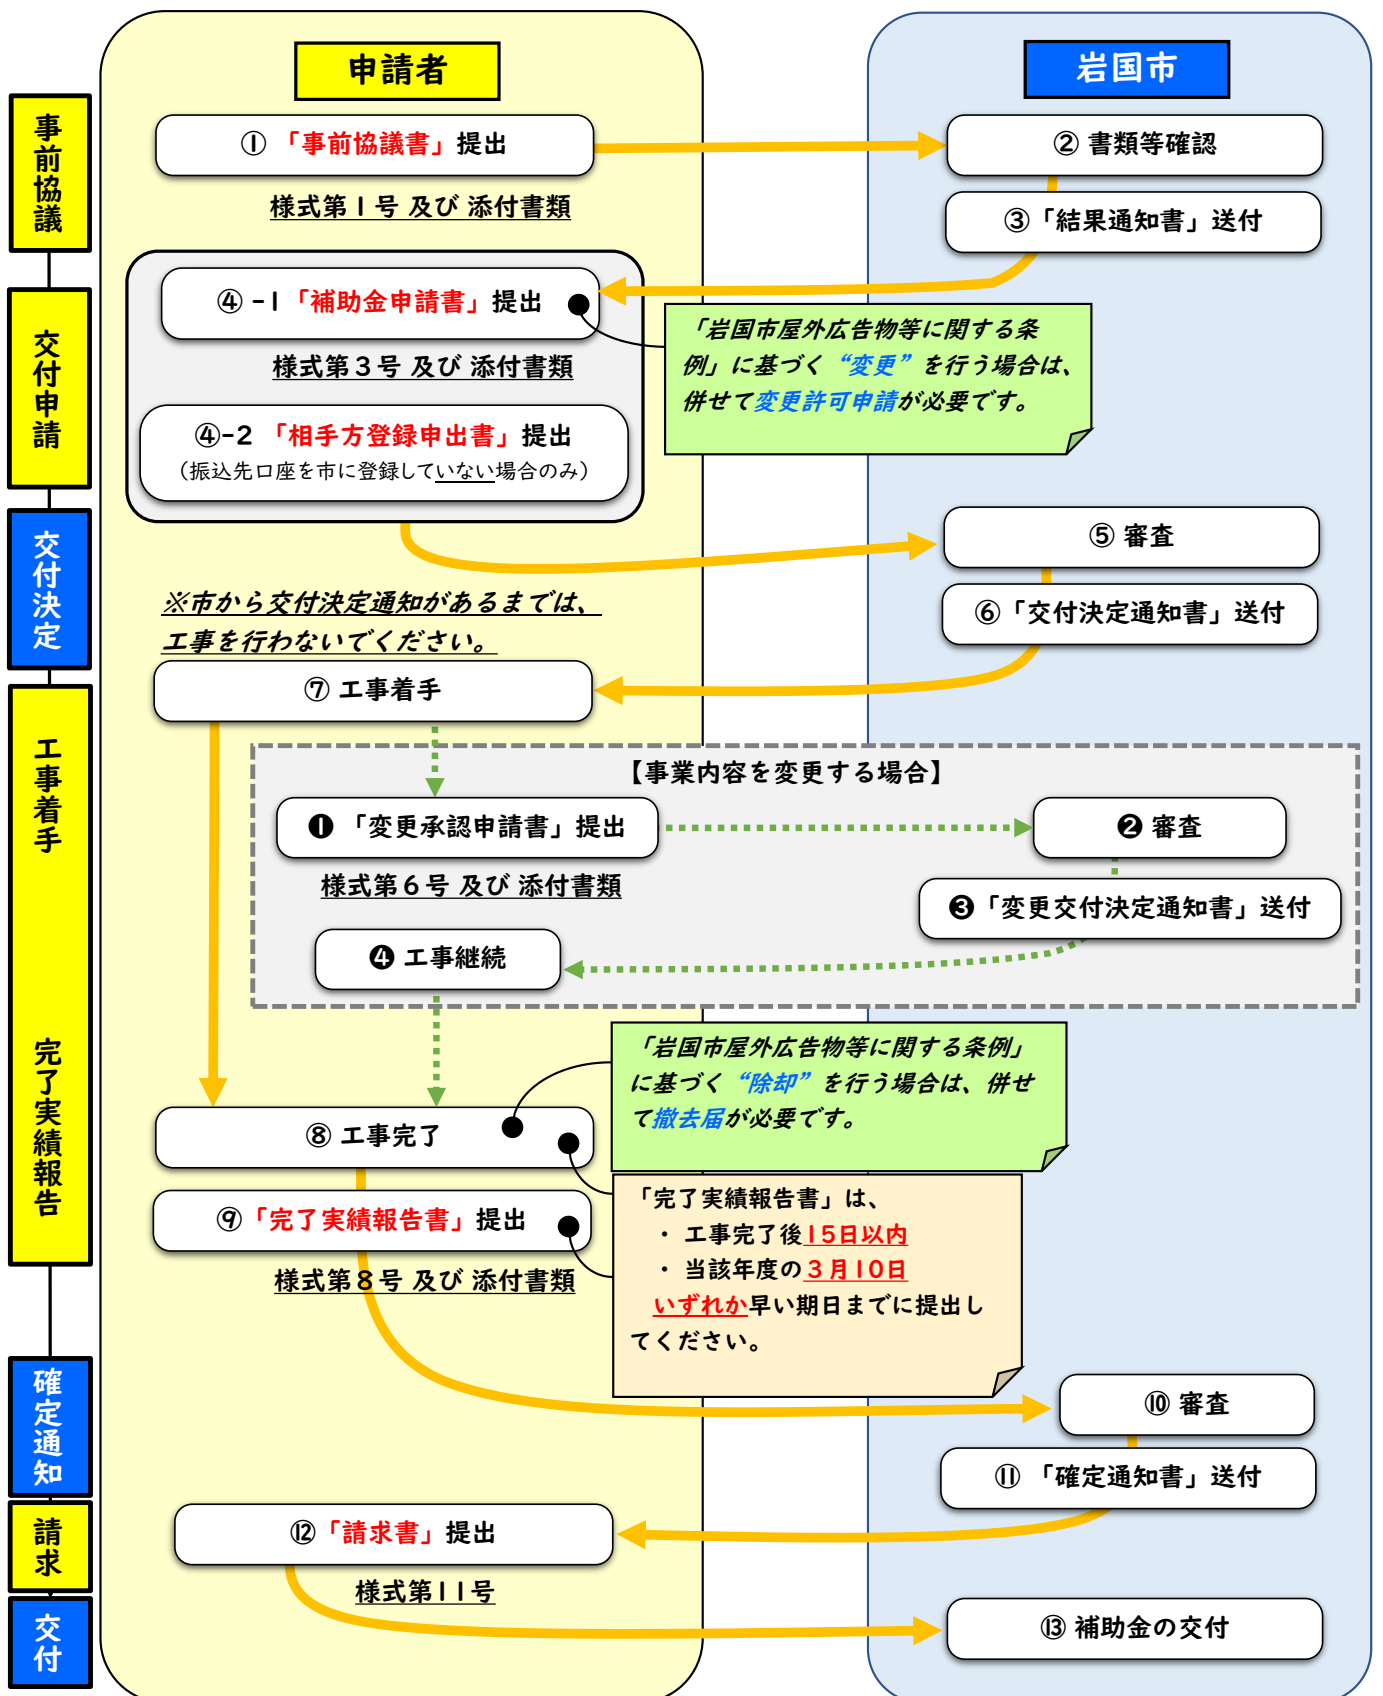 申請者
岩国市
事前協議
① 「事前協議書」提出
② 書類等確認
様式第1号 及び 添付書類
③「結果通知書」送付
交付申請
④ -1「補助金申請書」提出
様式第3号 及び 添付書類
「岩国市屋外広告物等に関する条
例」に基づく“変更”を行う場合は、
併せて変更許可申請が必要です。
④-2 「相手方登録申出書」提出
（振込先口座を市に登録していない場合のみ）
交付決定
⑤ 審査
⑥「交付決定通知書」送付
※市から交付決定通知があるまでは、
工事を行わないでください。
工事着手
⑦ 工事着手
【事業内容を変更する場合】
❶ 「変更承認申請書」提出
❷ 審査
様式第6号 及び 添付書類
❸「変更交付決定通知書」送付
❹ 工事継続
完了実績報告
「岩国市屋外広告物等に関する条例」
に基づく“除却”を行う場合は、併せ
て撤去届が必要です。
⑧ 工事完了
⑨「完了実績報告書」提出
様式第8号 及び 添付書類
「完了実績報告書」は、
・ 工事完了後15日以内
・ 当該年度の3月10日
いずれか早い期日までに提出し
てください。
確定通知
⑩ 審査
⑪ 「確定通知書」送付
請求
⑫「請求書」提出
様式第11号
交付
⑬ 補助金の交付